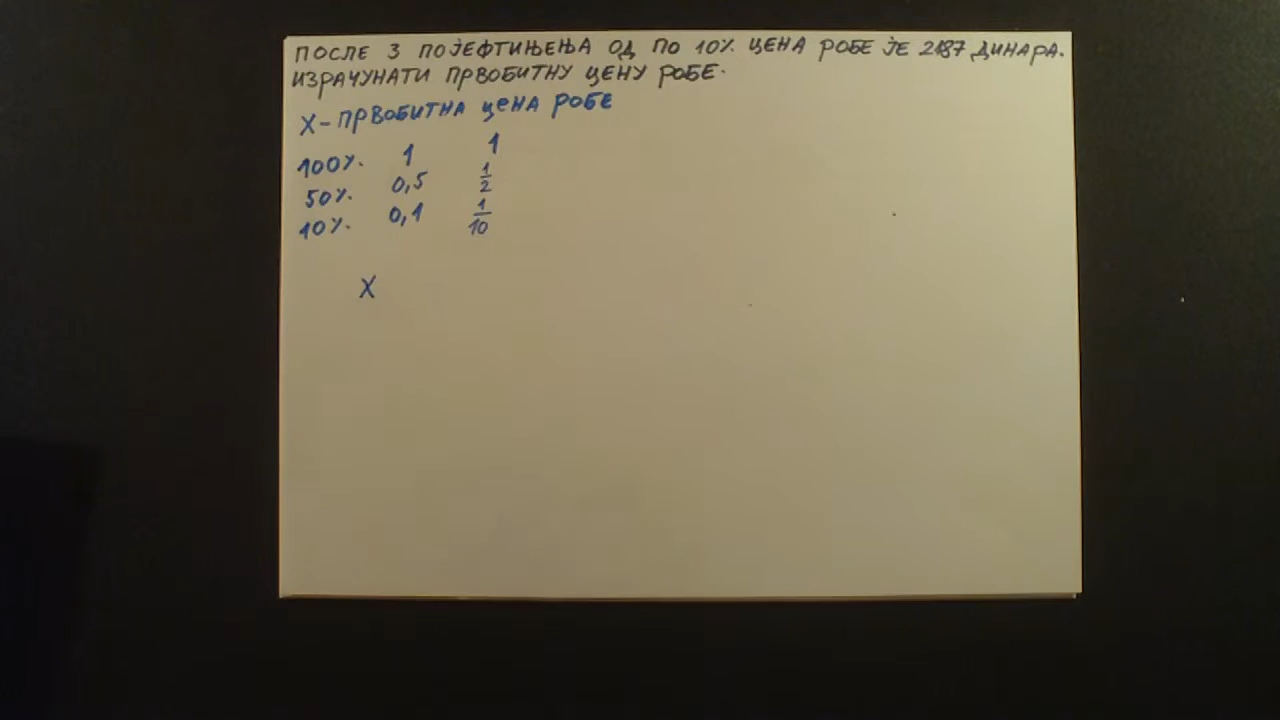 ПОСЛЕ 3 ПОЈЕФТИЊЕЊА ОД ПО 10% ЦЕНА РОБЕ ЈЕ 2187 ДИНАРА.
ИЗРАЧУНАТИ ПРВОБИТНУ ЦЕНУ РОБЕ.
X - ПРВОБИТНА ЦЕНА РОБЕ
100% 1 1
50% 0,5 1/2
10% 0,1 1/10
X